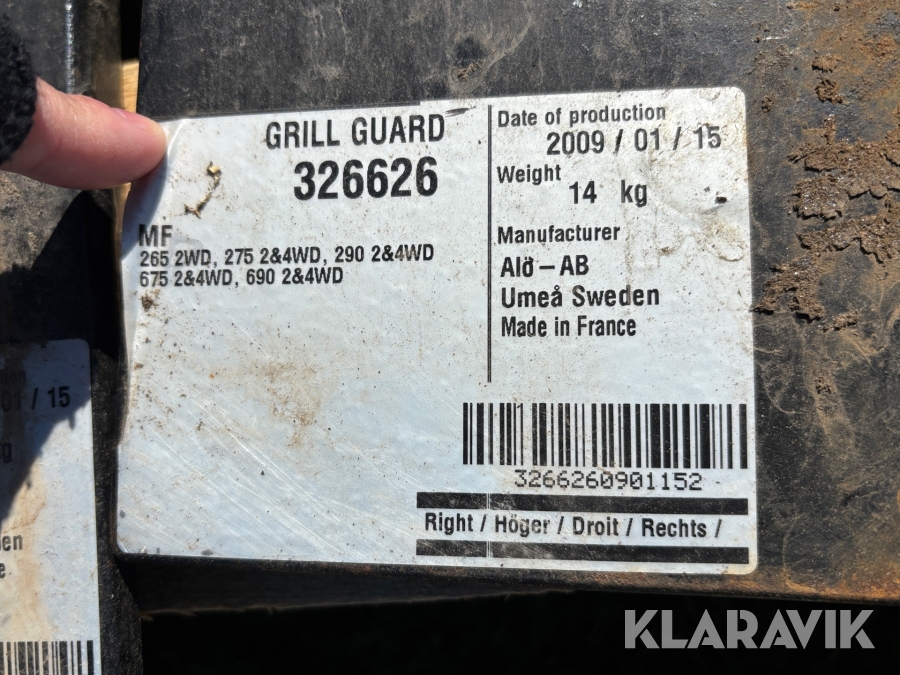 GRILL GUARD
326626
MF
265 2WD, 275 2&4WD, 290 2&4WD
675 2&4WD, 690 2&4WD
Date of production
2009 / 01 / 15
Weight
14 kg
Manufacturer
Alö-AB
Umeå Sweden
Made in France
3266260901152
Right / Höger / Droit / Rechts /
01 / 15
KLARAVIK